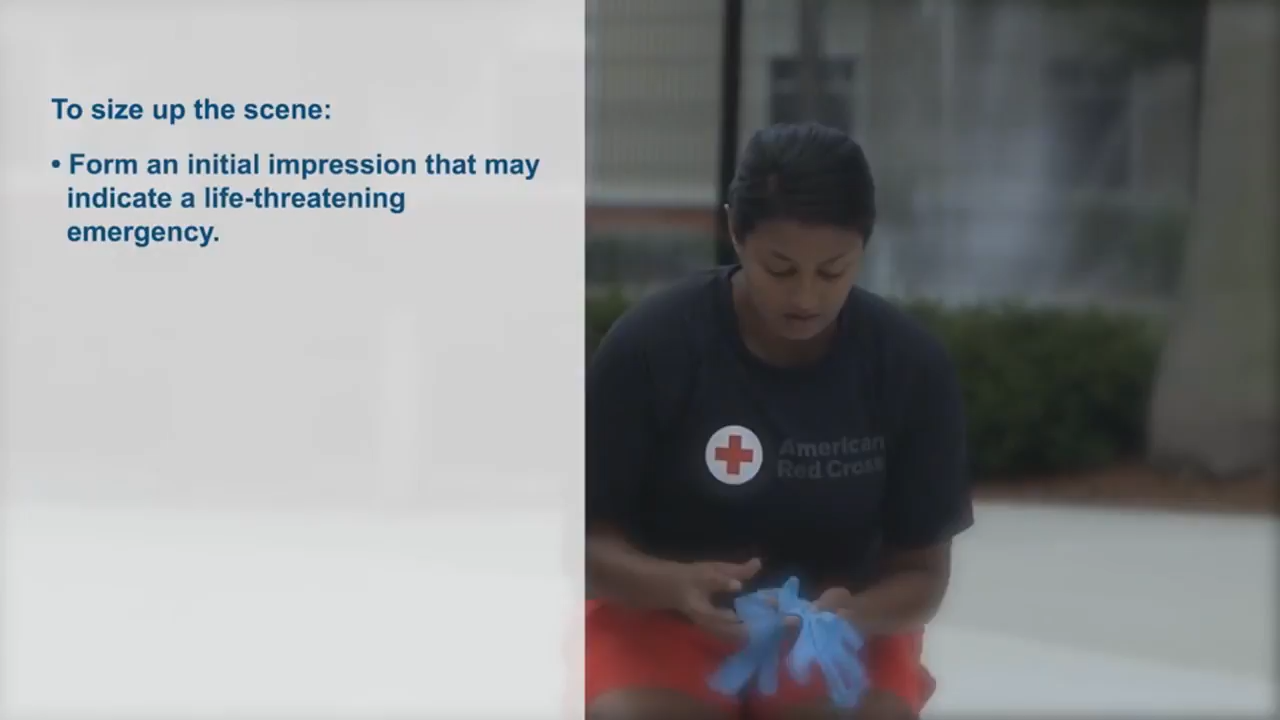 To size up the scene:
• Form an initial impression that may
indicate a life-threatening
emergency.
American
Red Cross